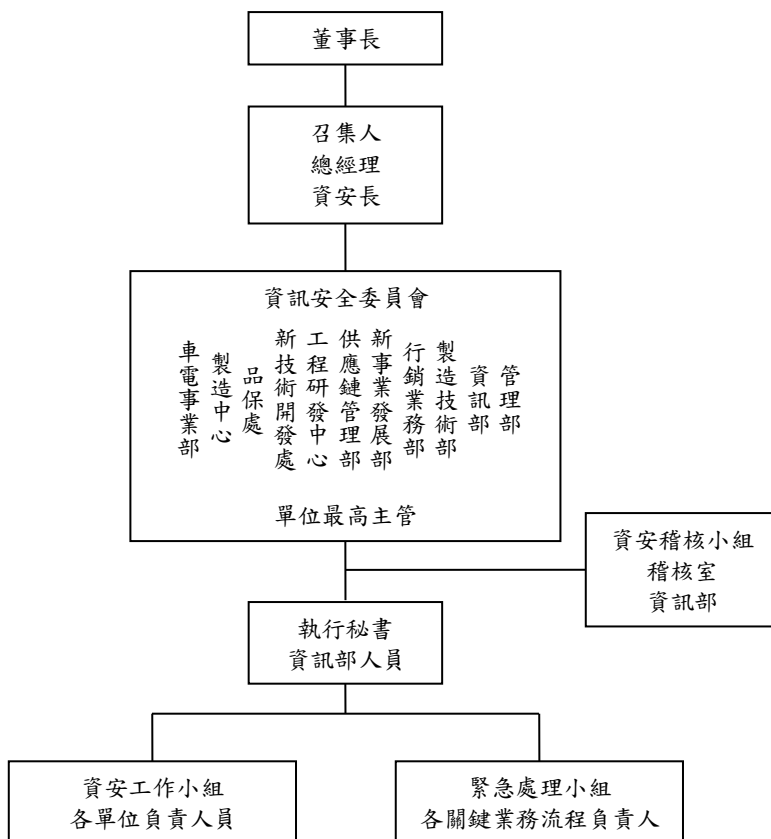 董事長
召集人
總經理
資安長
資訊安全委員會
車電事業部
製造中心
品保處
新技術開發處
工程研發中心
供應鏈管理部
新事業發展部
行銷業務部
製造技術部
資訊部
管理部
單位最高主管
資安稽核小組
稽核室
資訊部
執行秘書
資訊部人員
資安工作小組
各單位負責人員
緊急處理小組
各關鍵業務流程負責人